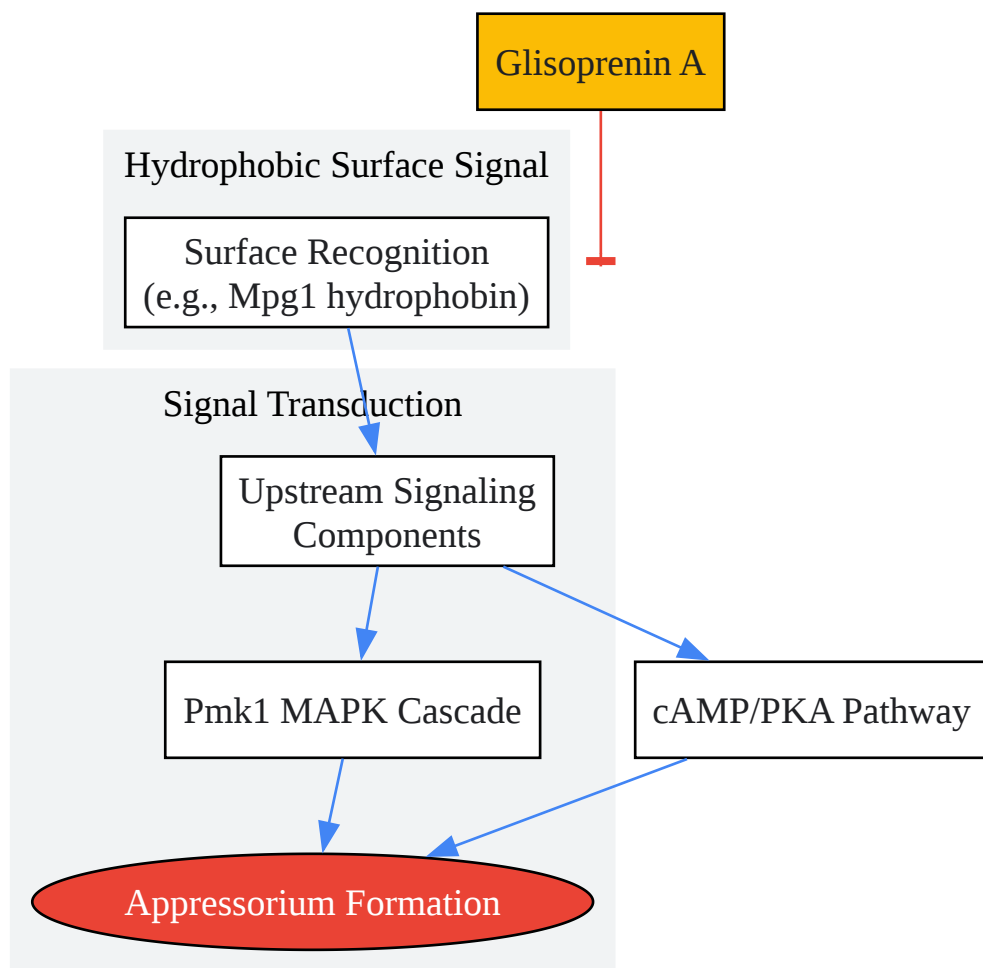 Glisoprenin A
Hydrophobic Surface Signal
Surface Recognition
(e.g., Mpg1 hydrophobin)
Signal Transduction
Upstream Signaling
Components
Pmk1 MAPK Cascade
cAMP/PKA Pathway
Appressorium Formation